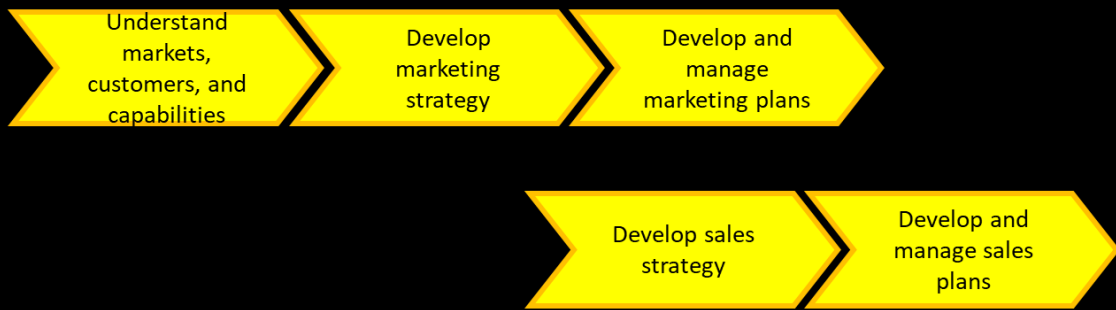 Understand
markets,
customers, and
capabilities
Develop
marketing
strategy
Develop and
manage
marketing plans
Develop sales
strategy
Develop and
manage sales
plans